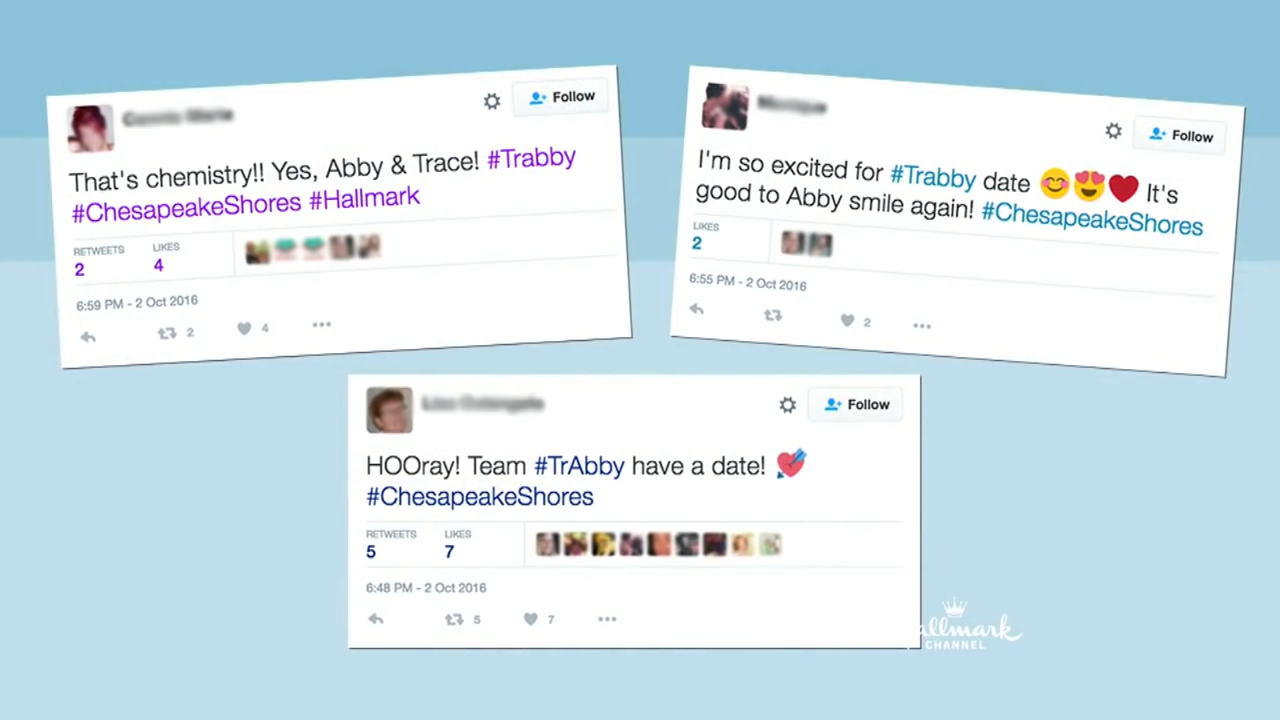 Follow
That's chemistry!! Yes, Abby & Trace! #Trabby
#ChesapeakeShores #Hallmark
RETWEETS LIKES
2 4
6:59 PM - 2 Oct 2016
2 4
Follow
I'm so excited for #Trabby date 😊😍❤️ It's
good to Abby smile again! #ChesapeakeShores
LIKES
2
6:55 PM - 2 Oct 2016
2
Follow
HOOray! Team #TrAbby have a date! 💘
#ChesapeakeShores
RETWEETS LIKES
5 7
6:48 PM - 2 Oct 2016
5 7
allmark
CHANNEL